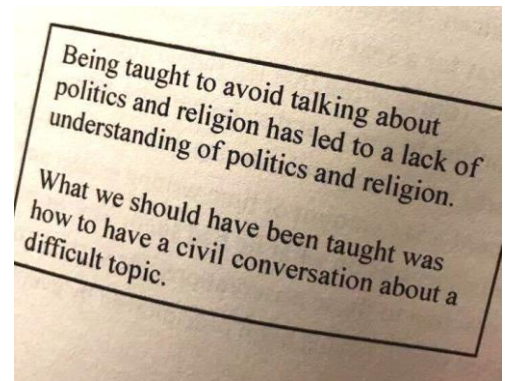 Being taught to avoid talking about
politics and religion has led to a lack of
understanding of politics and religion.
What we should have been taught was
how to have a civil conversation about a
difficult topic.